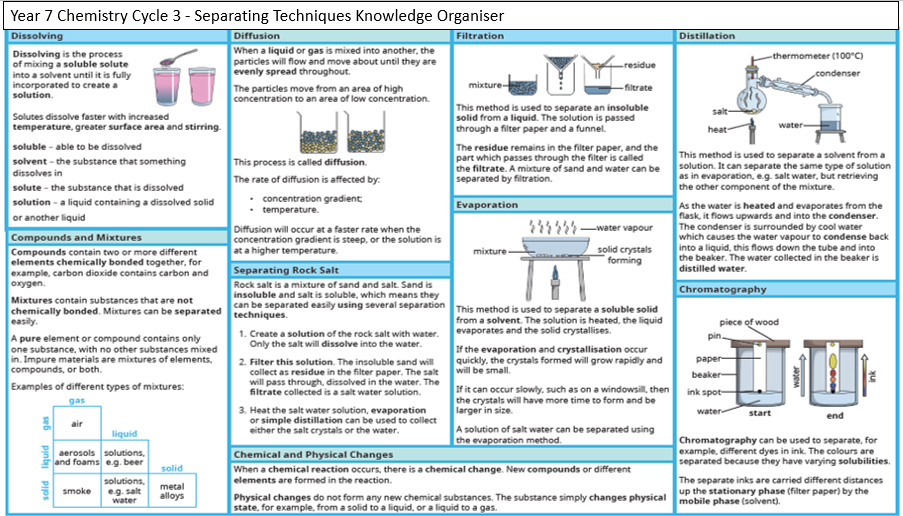 Year 7 Chemistry Cycle 3 - Separating Techniques Knowledge Organiser
Dissolving
Dissolving is the process
of mixing a soluble solute
into a solvent until it is fully
incorporated to create a
solution.
Solutes dissolve faster with increased
temperature, greater surface area and stirring.
soluble – able to be dissolved
solvent – the substance that something
dissolves in
solute – the substance that is dissolved
solution – a liquid containing a dissolved solid
or another liquid
Compounds and Mixtures
Compounds contain two or more different
elements chemically bonded together, for
example, carbon dioxide contains carbon and
oxygen.
Mixtures contain substances that are not
chemically bonded. Mixtures can be separated
easily.
A pure element or compound contains only
one substance, with no other substances mixed
in. Impure materials are mixtures of elements,
compounds, or both.
Examples of different types of mixtures:
gas
gas
air
liquid
liquid
aerosols
and foams
solutions,
e.g. beer
solid
solid
smoke
solutions,
e.g. salt
water
metal
alloys
Diffusion
When a liquid or gas is mixed into another, the
particles will flow and move about until they are
evenly spread throughout.
The particles move from an area of high
concentration to an area of low concentration.
This process is called diffusion.
The rate of diffusion is affected by:
• concentration gradient;
• temperature.
Diffusion will occur at a faster rate when the
concentration gradient is steep, or the solution is
at a higher temperature.
Separating Rock Salt
Rock salt is a mixture of sand and salt. Sand is
insoluble and salt is soluble, which means they
can be separated easily using several separation
techniques.
1. Create a solution of the rock salt with water.
Only the salt will dissolve into the water.
2. Filter this solution. The insoluble sand will
collect as residue in the filter paper. The salt
will pass through, dissolved in the water. The
filtrate collected is a salt water solution.
3. Heat the salt water solution, evaporation
or simple distillation can be used to collect
either the salt crystals or the water.
Chemical and Physical Changes
When a chemical reaction occurs, there is a chemical change. New compounds or different
elements are formed in the reaction.
Physical changes do not form any new chemical substances. The substance simply changes physical
state, for example, from a solid to a liquid, or a liquid to a gas.
Filtration
residue
mixture
filtrate
This method is used to separate an insoluble
solid from a liquid. The solution is passed
through a filter paper and a funnel.
The residue remains in the filter paper, and the
part which passes through the filter is called
the filtrate. A mixture of sand and water can be
separated by filtration.
Evaporation
water vapour
mixture
solid crystals
forming
This method is used to separate a soluble solid
from a solvent. The solution is heated, the liquid
evaporates and the solid crystallises.
If the evaporation and crystallisation occur
quickly, the crystals formed will grow rapidly and
will be small.
If it can occur slowly, such as on a windowsill, then
the crystals will have more time to form and be
larger in size.
A solution of salt water can be separated using
the evaporation method.
Distillation
thermometer (100°C)
condenser
salt
heat
water
This method is used to separate a solvent from a
solution. It can separate the same type of solution
as in evaporation, e.g. salt water, but retrieving
the other component of the mixture.
As the water is heated and evaporates from the
flask, it flows upwards and into the condenser.
The condenser is surrounded by cool water
which causes the water vapour to condense back
into a liquid, this flows down the tube and into
the beaker. The water collected in the beaker is
distilled water.
Chromatography
piece of wood
pin
paper
beaker
ink spot
water
water
ink
start
end
Chromatography can be used to separate, for
example, different dyes in ink. The colours are
separated because they have varying solubilities.
The separate inks are carried different distances
up the stationary phase (filter paper) by the
mobile phase (solvent).